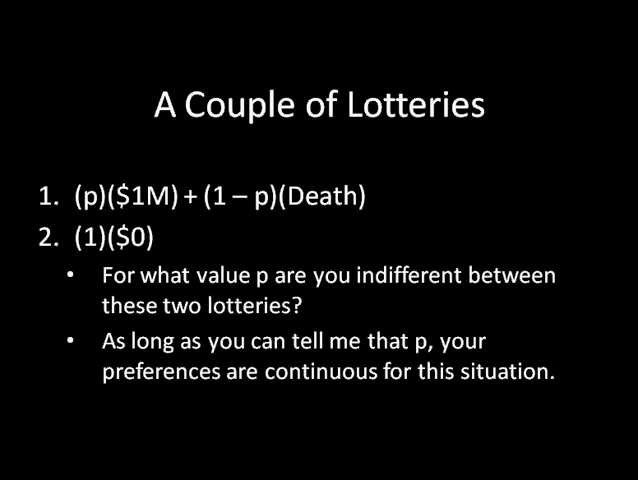 A Couple of Lotteries
1. (p)($1M) + (1 – p)(Death)
2. (1)($0)
• For what value p are you indifferent between
these two lotteries?
• As long as you can tell me that p, your
preferences are continuous for this situation.